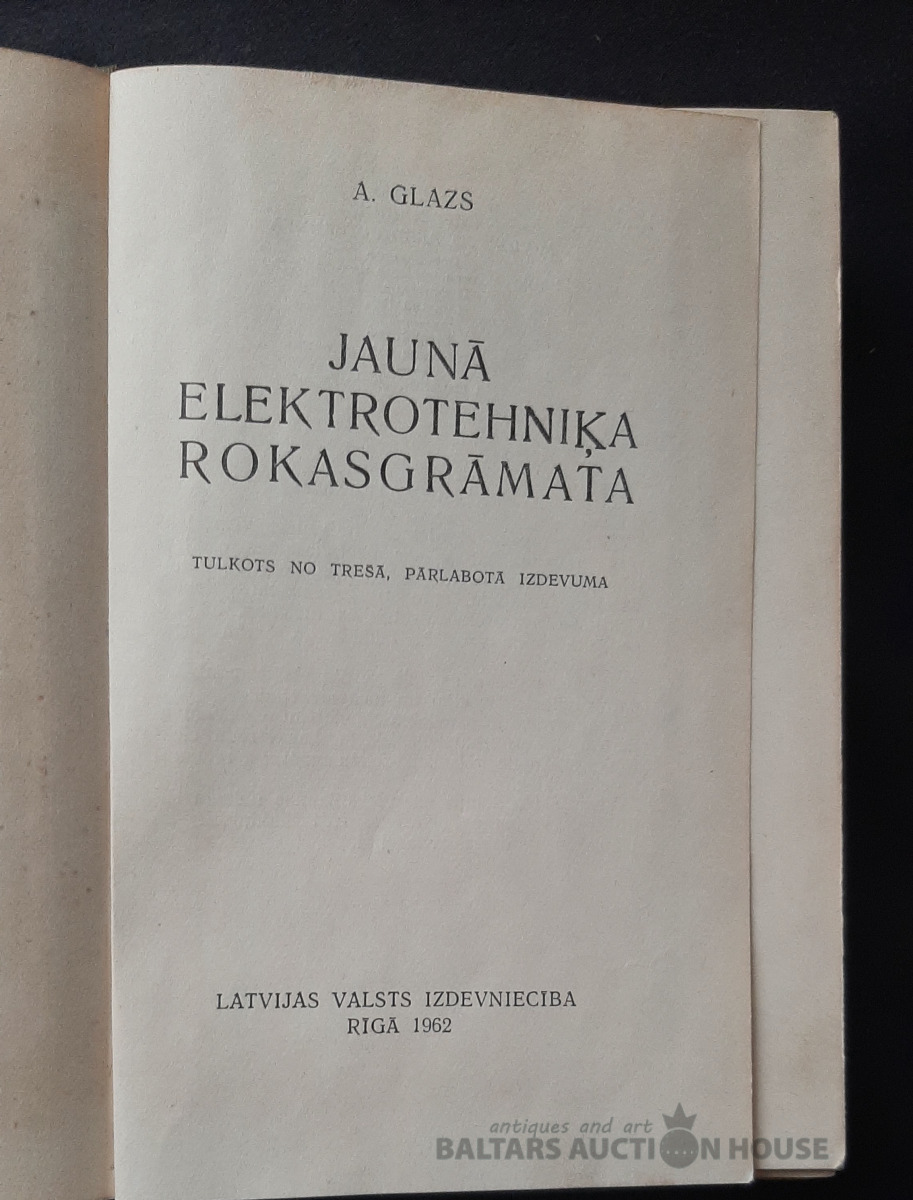 A. GLAZS
JAUNĀ
ELEKTROTEHNIĶA
ROKASGRĀMATA
TULKOTS NO TREŠĀ, PĀRLABOTĀ IZDEVUMA
LATVIJAS VALSTS IZDEVNIECĪBA
RĪGĀ 1962
antiques and art
BALTARS AUCTION HOUSE